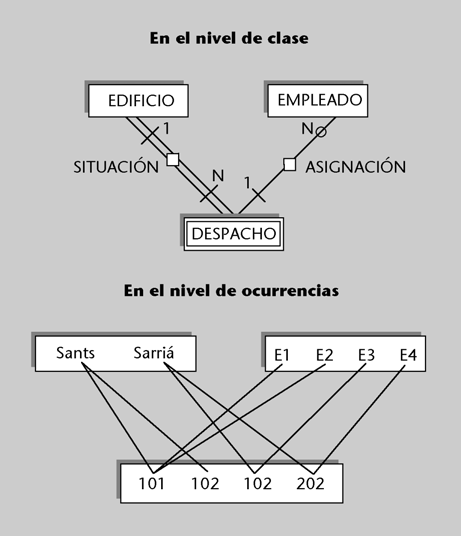 En el nivel de clase
EDIFICIO EMPLEADO
1 N
SITUACIÓN ASIGNACIÓN
N 1
DESPACHO
En el nivel de ocurrencias
Sants Sarriá E1 E2 E3 E4
101 102 102 202